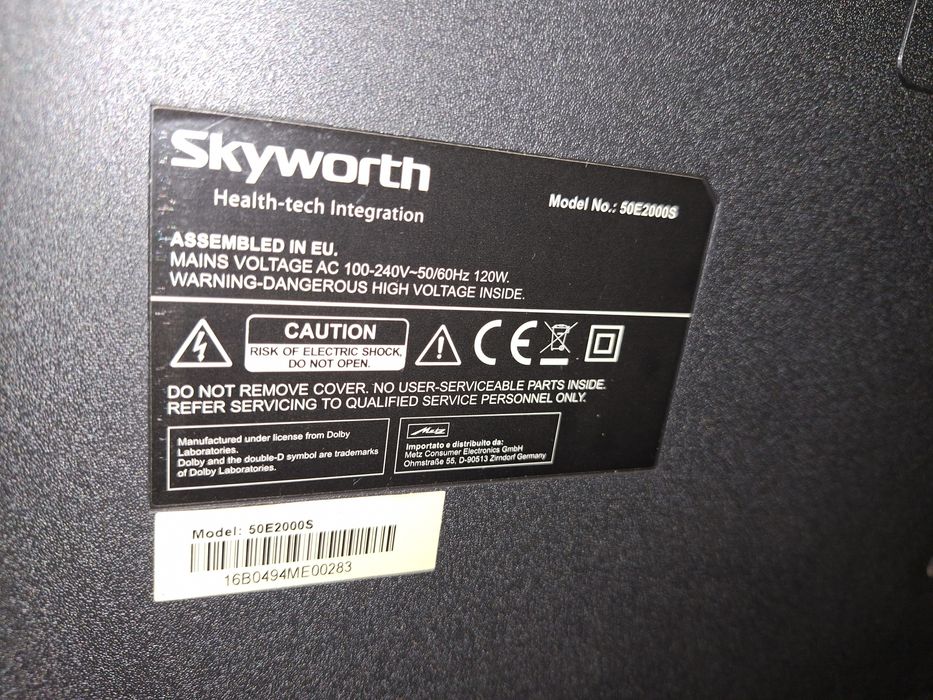 Skyworth
Health-tech Integration
Model No.: 50E2000S
ASSEMBLED IN EU.
MAINS VOLTAGE AC 100-240V~50/60Hz 120W.
WARNING-DANGEROUS HIGH VOLTAGE INSIDE.
CAUTION
RISK OF ELECTRIC SHOCK,
DO NOT OPEN.
CE
DO NOT REMOVE COVER. NO USER-SERVICEABLE PARTS INSIDE.
REFER SERVICING TO QUALIFIED SERVICE PERSONNEL ONLY.
Manufactured under license from Dolby
Laboratories.
Dolby and the double-D symbol are trademarks
of Dolby Laboratories.
Metz
Importato e distribuito da:
Metz Consumer Electronics GmbH
Ohmstraße 55, D-90513 Zirndorf Germany
Model: 50E2000S
16B0494ME00283